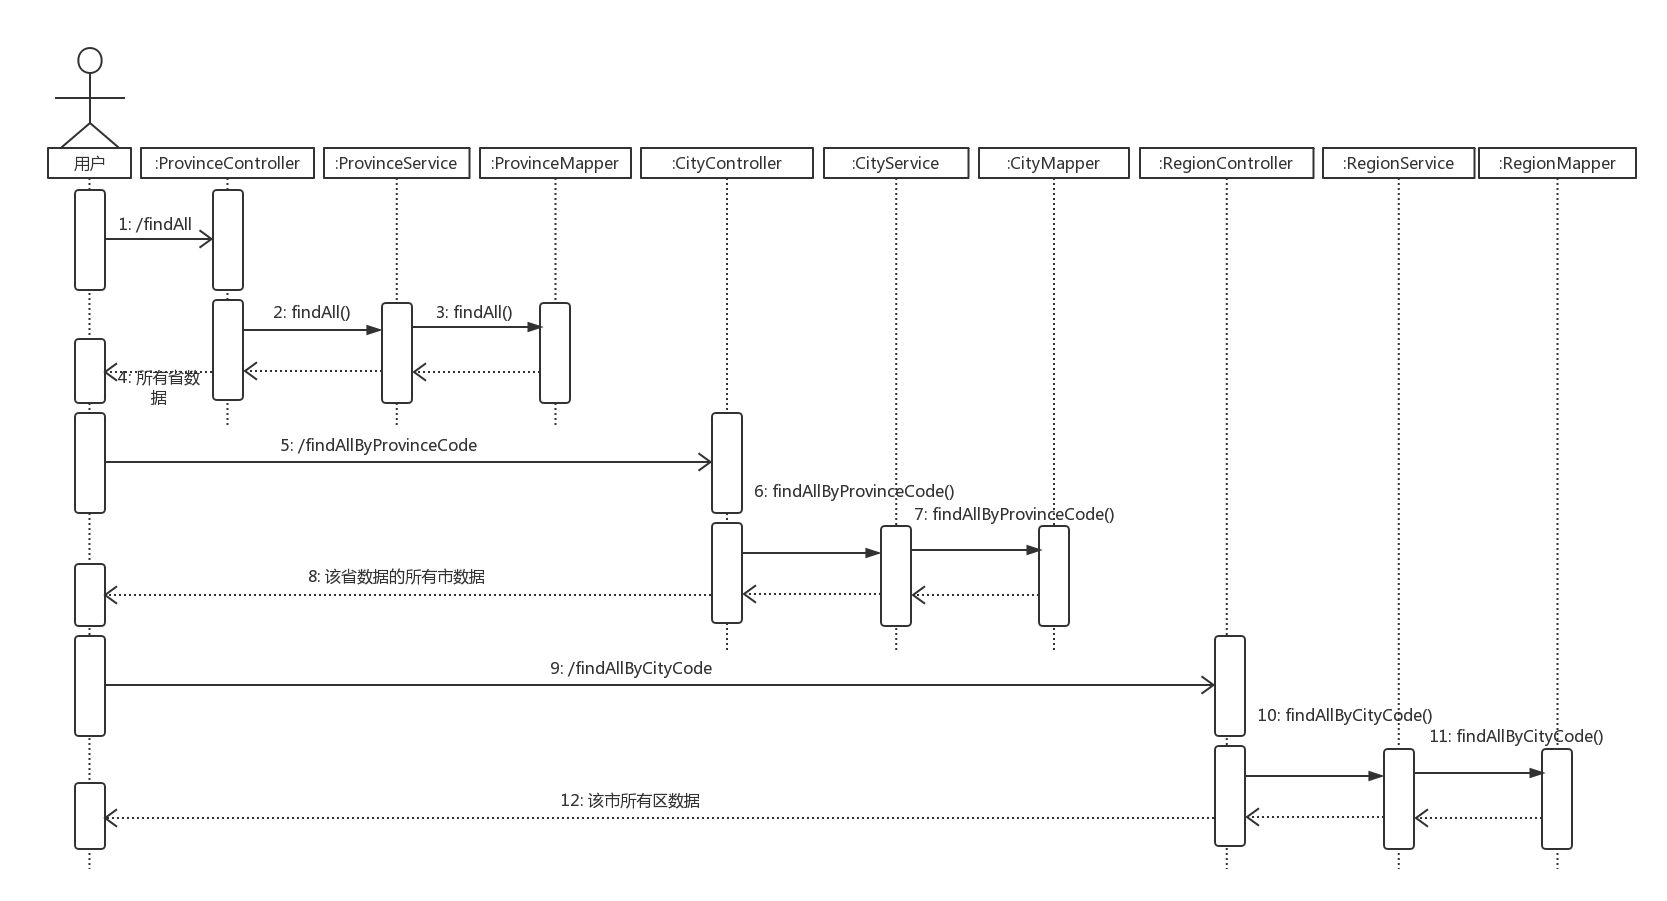 用户
:ProvinceController
:ProvinceService
:ProvinceMapper
:CityController
:CityService
:CityMapper
:RegionController
:RegionService
:RegionMapper
1: /findAll
2: findAll()
3: findAll()
4: 所有省数
据
5: /findAllByProvinceCode
6: findAllByProvinceCode()
7: findAllByProvinceCode()
8: 该省数据的所有市数据
9: /findAllByCityCode
10: findAllByCityCode()
11: findAllByCityCode()
12: 该市所有区数据